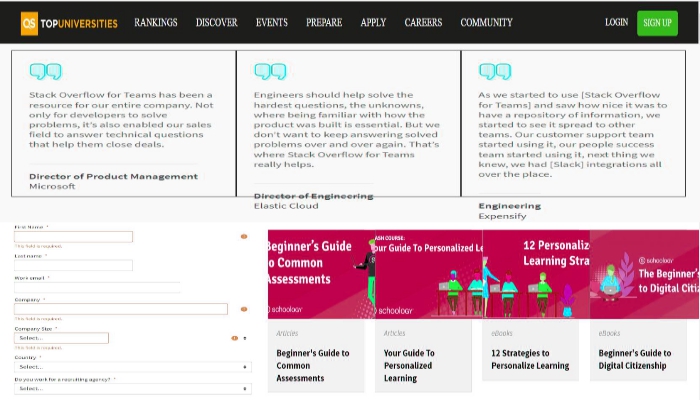 QS TOPUNIVERSITIES RANKINGS DISCOVER EVENTS PREPARE APPLY CAREERS COMMUNITY LOGIN SIGN UP
Stack Overflow for Teams has been a
resource for our entire company. Not
only for developers to solve
problems, it's also enabled our sales
field to answer technical questions
that help them close deals.
Director of Product Management
Microsoft
Engineers should help solve the
hardest questions, the unknowns,
where being familiar with how the
product was built is essential. But we
don't want to keep answering solved
problems over and over again. That's
where Stack Overflow for Teams
really helps.
Director of Engineering
Elastic Cloud
As we started to use [Stack Overflow
for Teams] and saw how nice it was to
have a repository of information, we
started to see it spread to other
teams. Our customer support team
started using it, our people success
team started using it, next thing we
knew, we had [Slack] integrations all
over the place.
Engineering
Expensify
First Name *
This field is required.
Last name *
Work email *
Company *
This field is required.
Company Size *
Select...
This field is required.
Country *
Select...
Do you work for a recruiting agency? *
Select...
Beginner's Guide
to Common
Assessments
schoology
Articles
Beginner's Guide to
Common
Assessments
ASH COURSE:
our Guide To Personalized Le
schoology
Articles
Your Guide To
Personalized
Learning
12 Personaliz
Learning Stra
eBooks
12 Strategies to
Personalize Learning
schoology
The Beginner's
to Digital Citiz
eBooks
Beginner's Guide to
Digital Citizenship